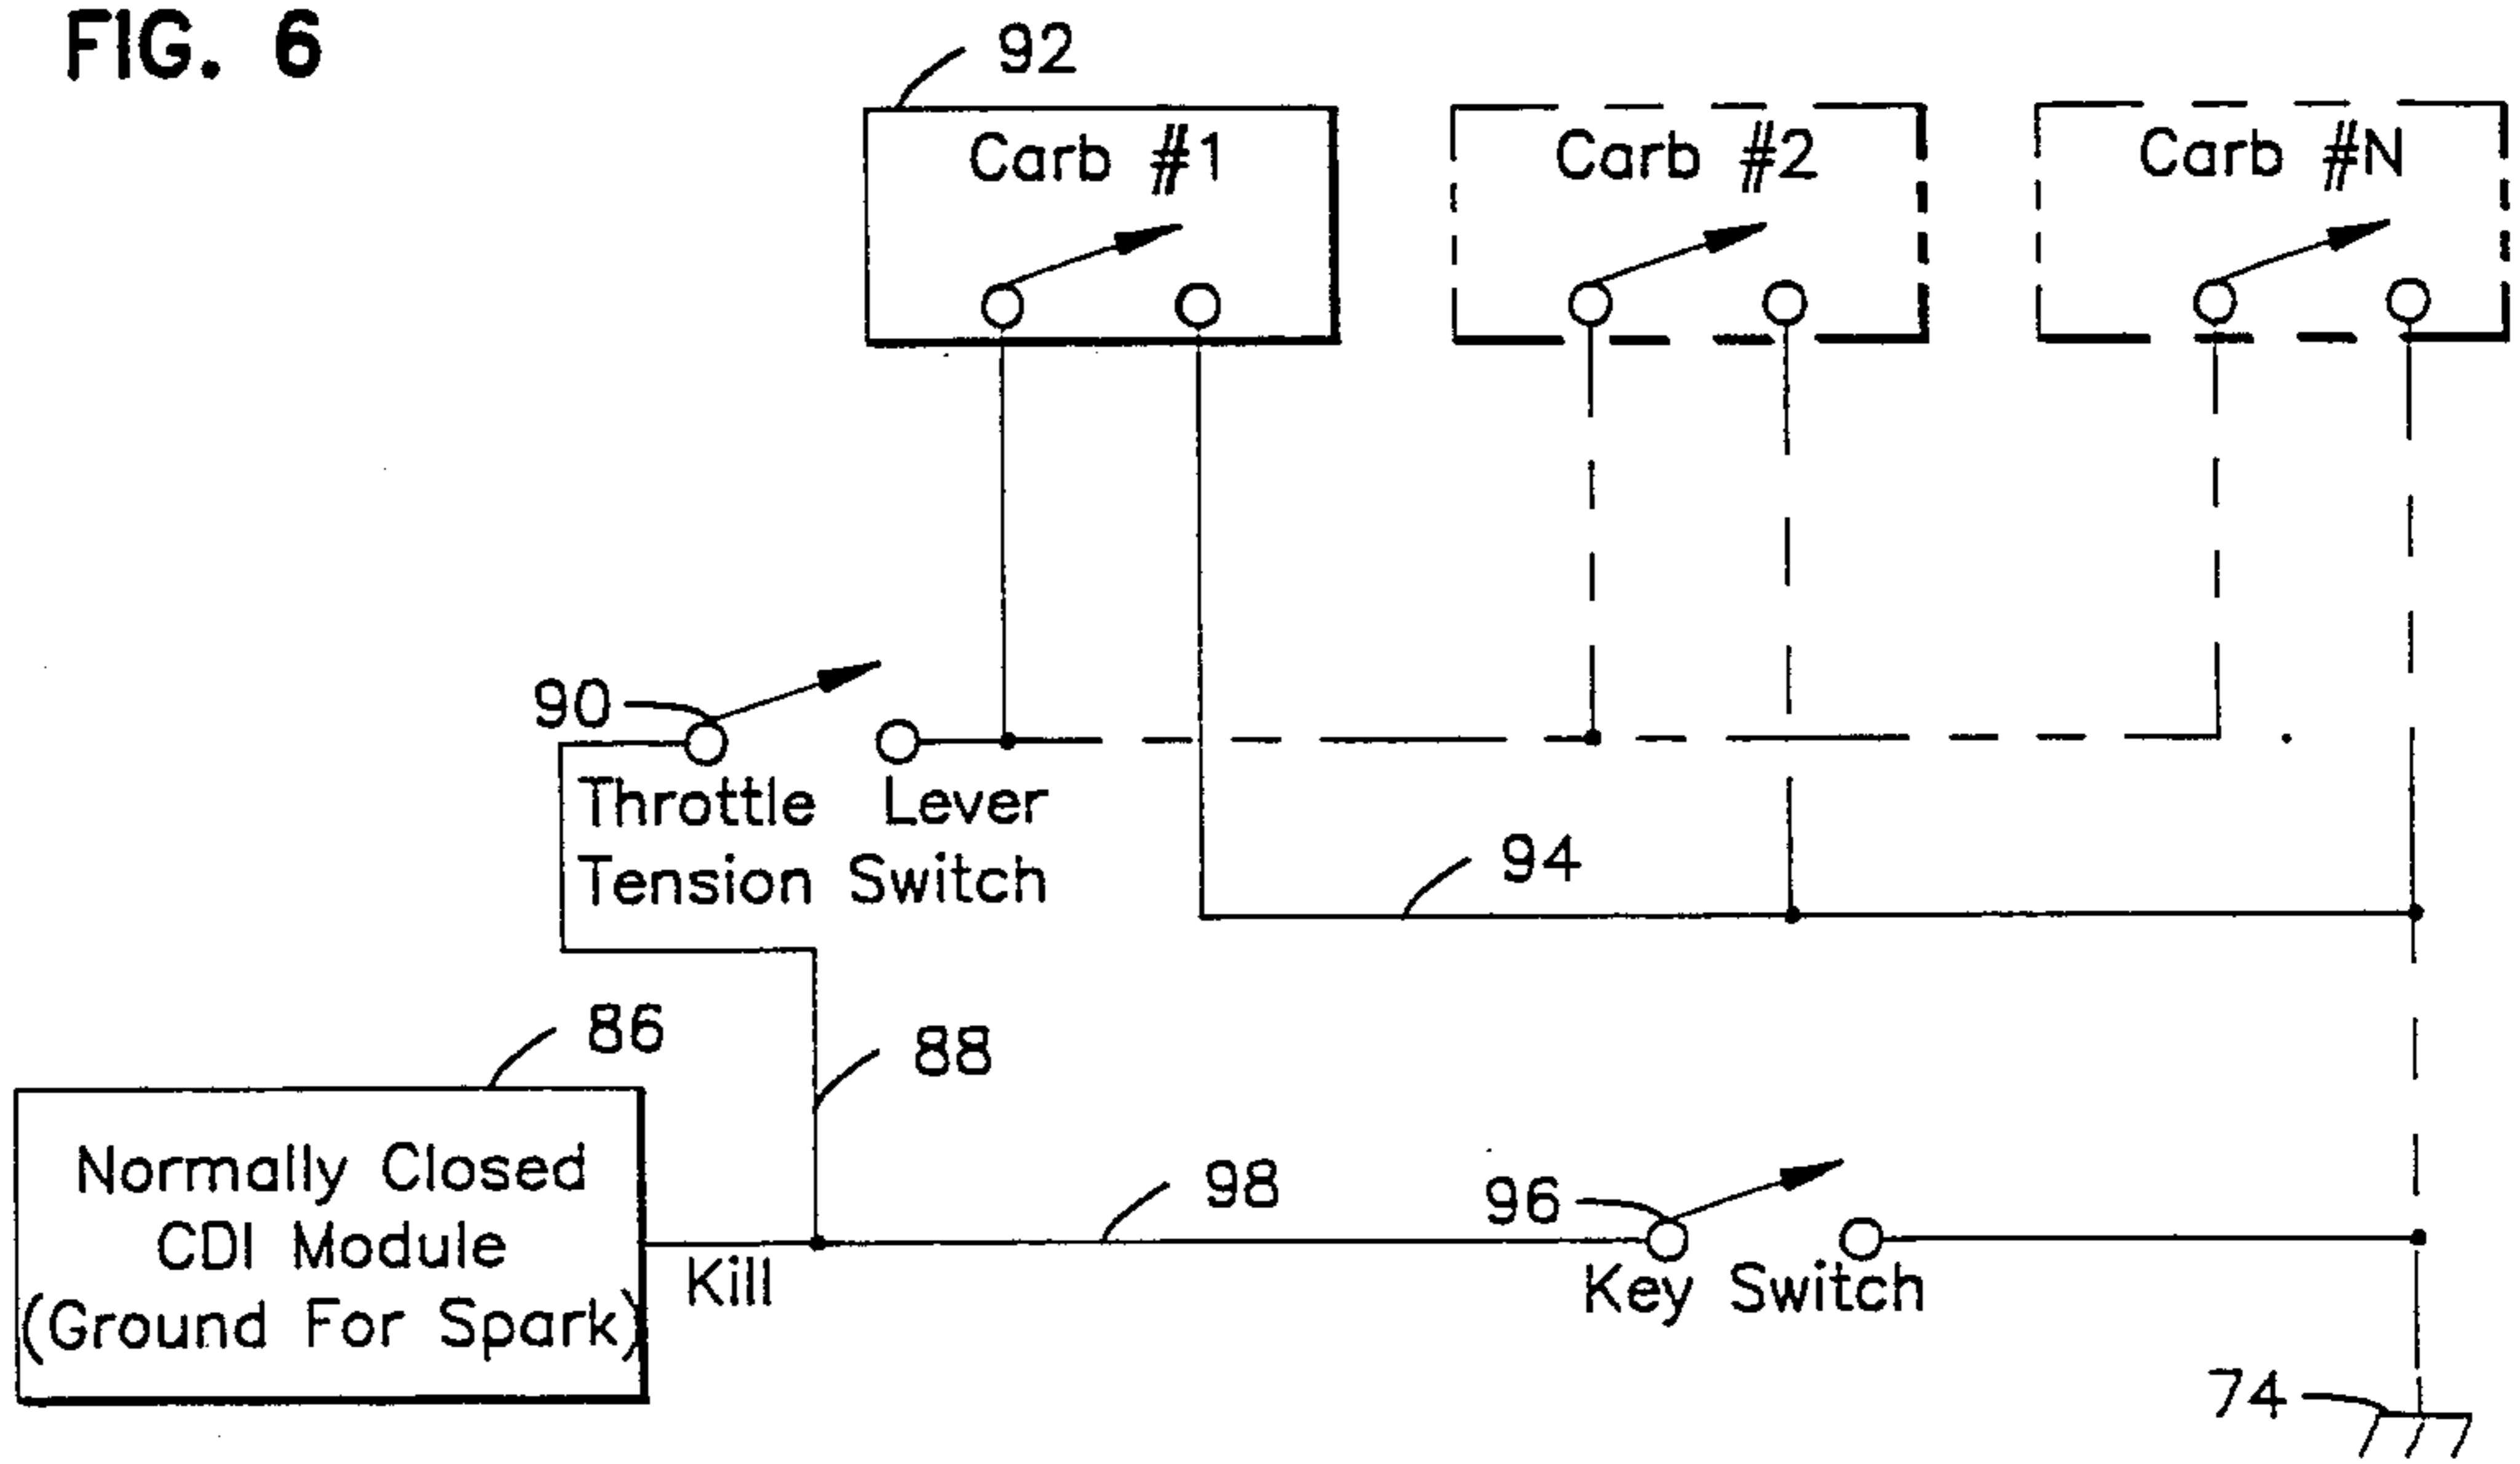 FIG. 6
92
Carb #1
Carb #2
Carb #N
90
Throttle Lever
Tension Switch
94
86
88
Normally Closed
CDI Module
(Ground For Spark)
Kill
98
96
Key Switch
74